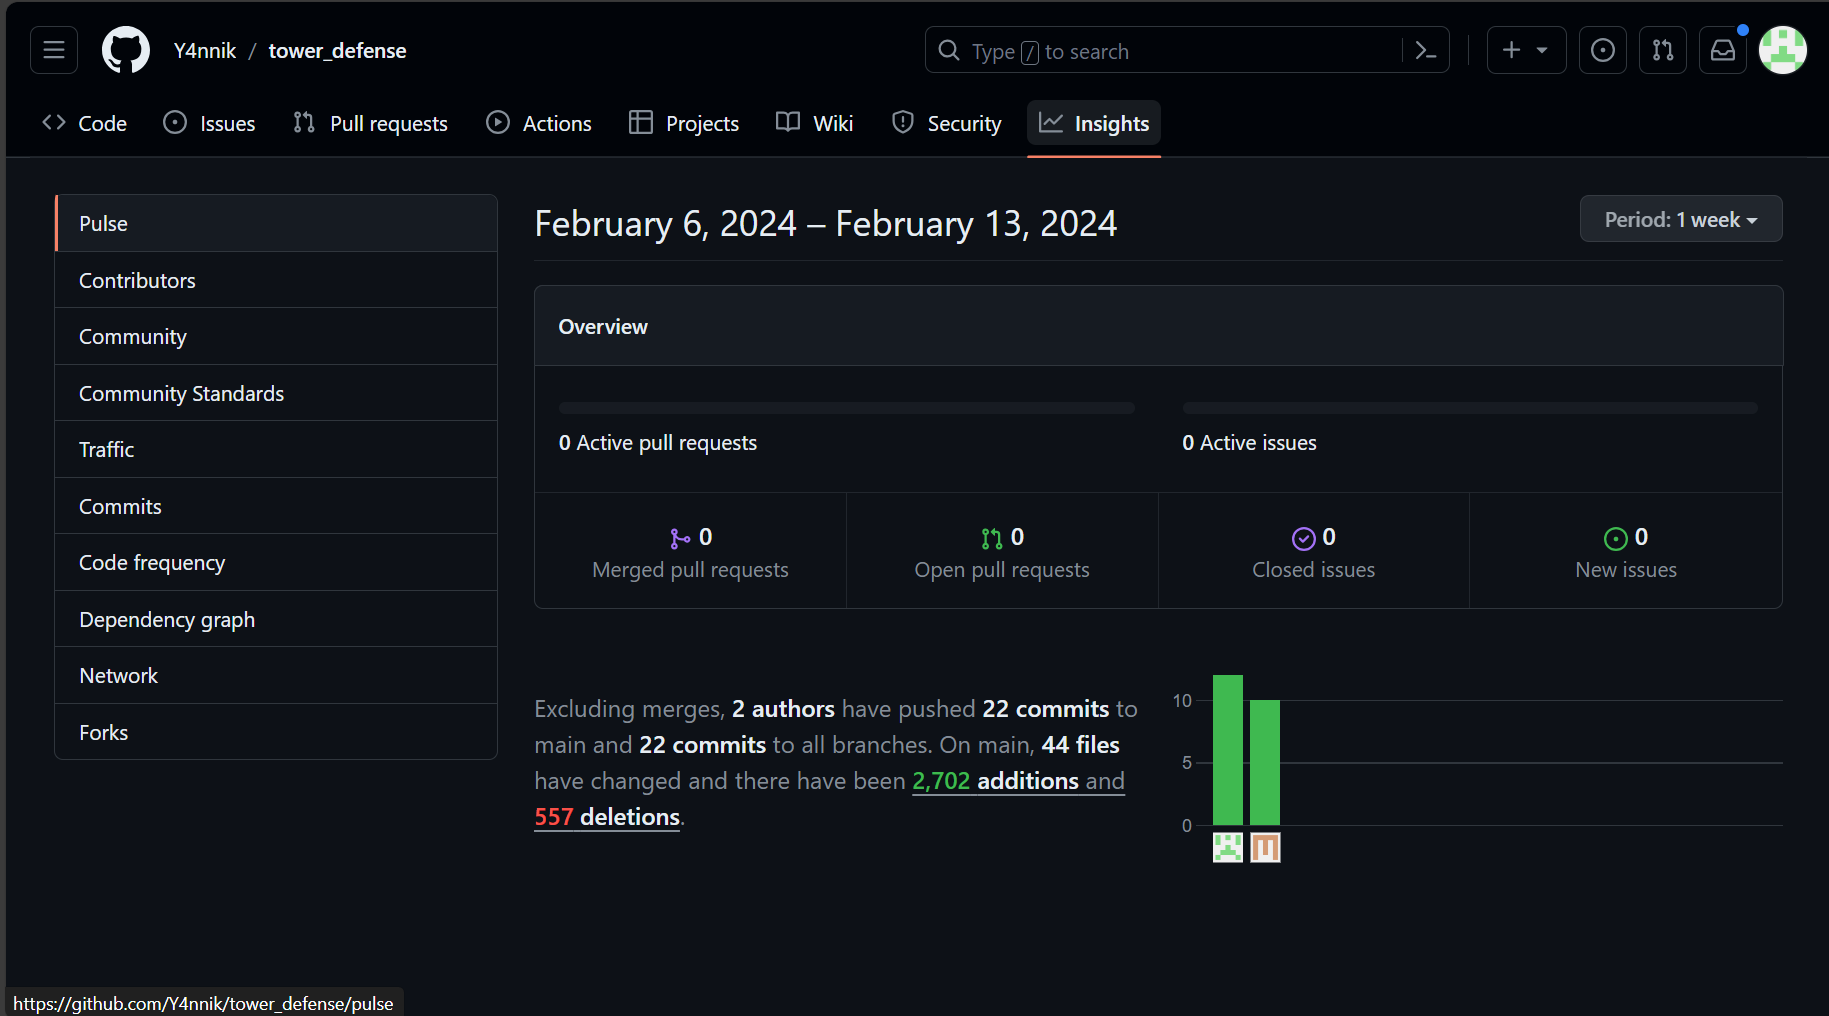 Y4nnik / tower_defense
Type / to search
Code Issues Pull requests Actions Projects Wiki Security Insights
Pulse
Contributors
Community
Community Standards
Traffic
Commits
Code frequency
Dependency graph
Network
Forks
February 6, 2024 – February 13, 2024
Period: 1 week
Overview
0 Active pull requests
0 Active issues
0
Merged pull requests
0
Open pull requests
0
Closed issues
0
New issues
Excluding merges, 2 authors have pushed 22 commits to
main and 22 commits to all branches. On main, 44 files
have changed and there have been 2,702 additions and
557 deletions.
10
5
0
https://github.com/Y4nnik/tower_defense/pulse